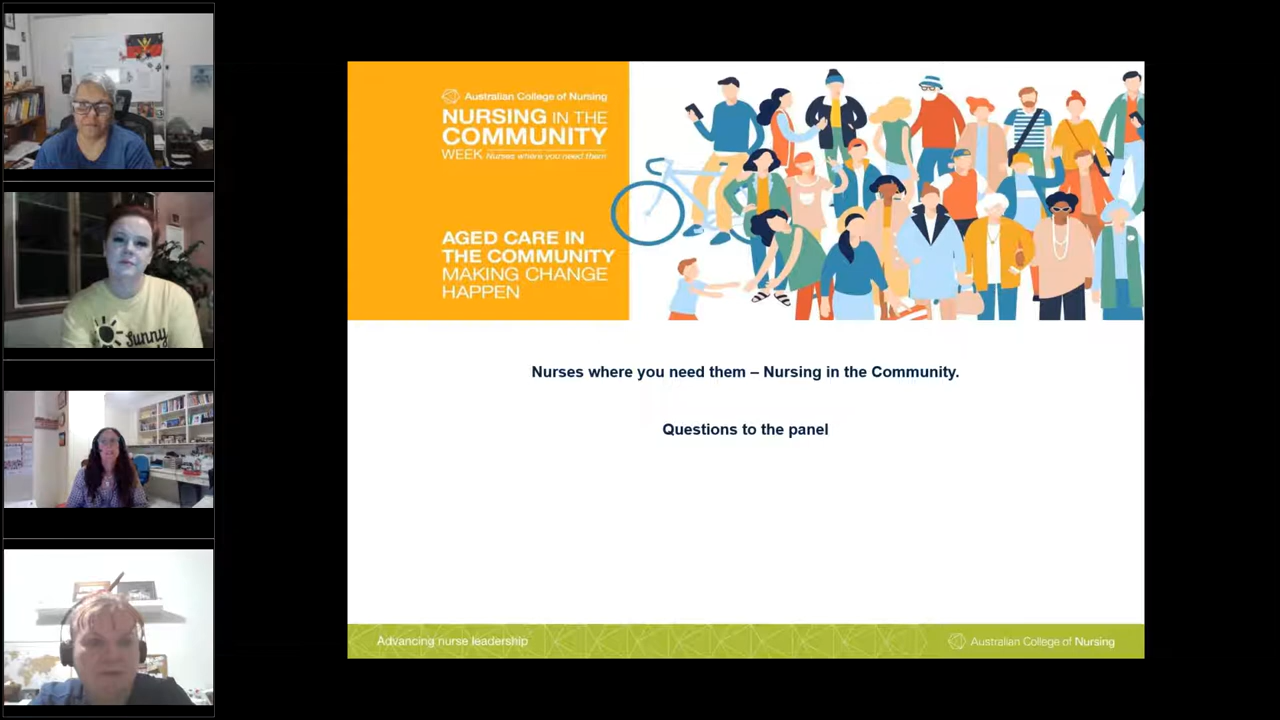 Australian College of Nursing
NURSING IN THE
COMMUNITY
WEEK Nurses where you need them
AGED CARE IN
THE COMMUNITY
MAKING CHANGE
HAPPEN
Nurses where you need them – Nursing in the Community.
Questions to the panel
Advancing nurse leadership
Australian College of Nursing
Sunny